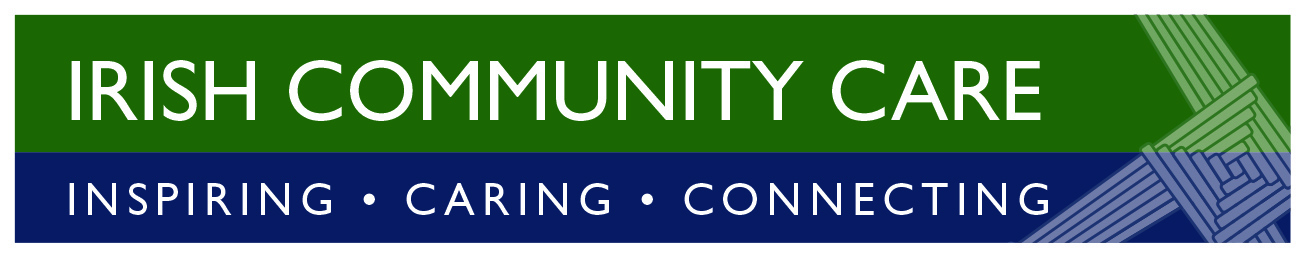 IRISH COMMUNITY CARE
INSPIRING • CARING • CONNECTING